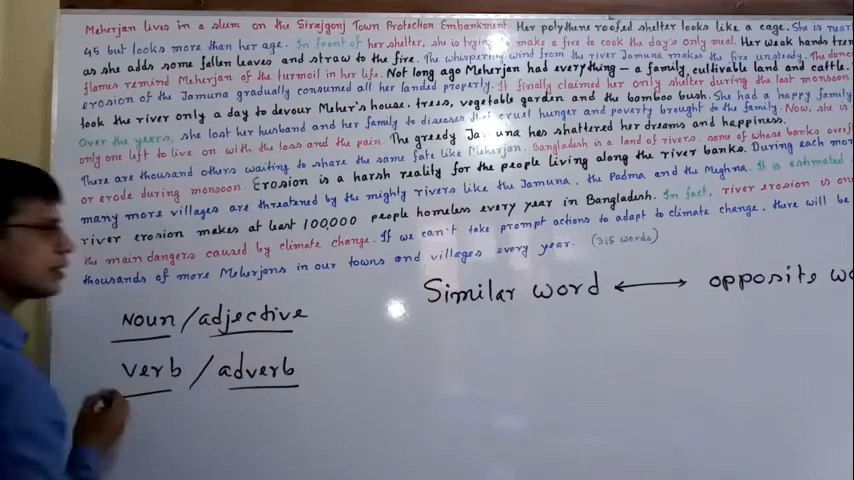 Meherjan lives in a slum on the Sirajgonj Town Protection Embankment. Her polythene roofed shelter looks like a cage. She is near
45 but looks more than her age. In front of her shelter, she is trying to make a fire to cook the day's only meal. Her weak hands trem
as she adds some fallen leaves and straw to the fire. The whispering wind from the river Jamuna makes the fire unsteady. The danc
flames remind Meherjan of the turmoil in her life. Not long ago Meherjan had everything – a family, cultivable land and cattle.
erosion of the Jamuna gradually consumed all her landed property. It finally claimed her only shelter during the last monsoon.
took the river only a day to devour Meher's house. trees, vegetable garden and the bomboo bush. She had a happy family
Over the years, she lost her husband and her family to diseases that cruel hunger and poverty brought to the family. Now, she is
only one left to live on with the loss and the pain. The greedy Jamuna has shattered her dreams and happiness.
There are thousand others waiting to share the same fate like Meherjan. Bangladesh is a land of rivers, some of whose banks overf
or erode during monsoon. Erosion is a harsh reality for the people living along the river banks. During each mon
many more villages are threatened by the mighty rivers like the Jamuna, the Padma and the Meghna. It is estimated
river erosion makes at least 100,000 people homeless every year in Bangladesh. In fact, river erosion is on
the main dangers caused by climate change. If we can't take prompt actions to adapt to climate change, there will be
thousands of more Meherjans in our towns and villages every year. (315 words)
Similar word ⟷ opposite wo
Noun / adjective
verb / adverb